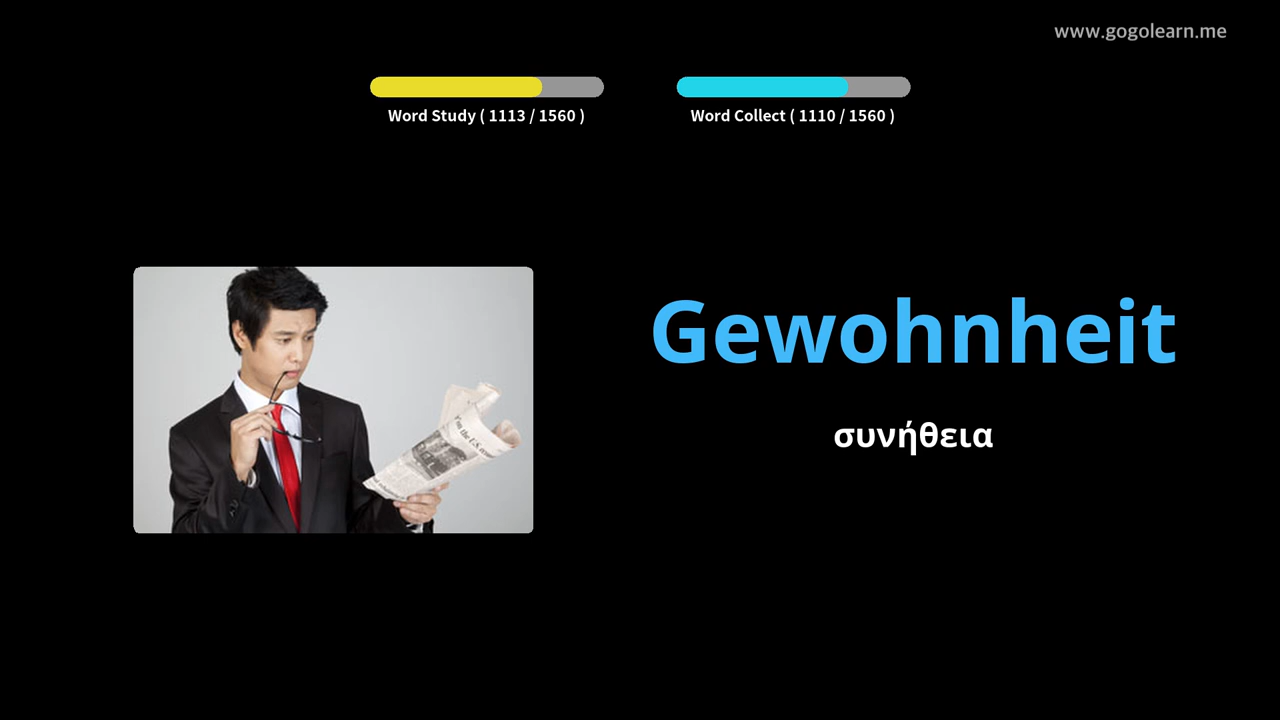 www.gogolearn.me
Word Study ( 1113 / 1560 )
Word Collect ( 1110 / 1560 )
Gewohnheit
συνήθεια